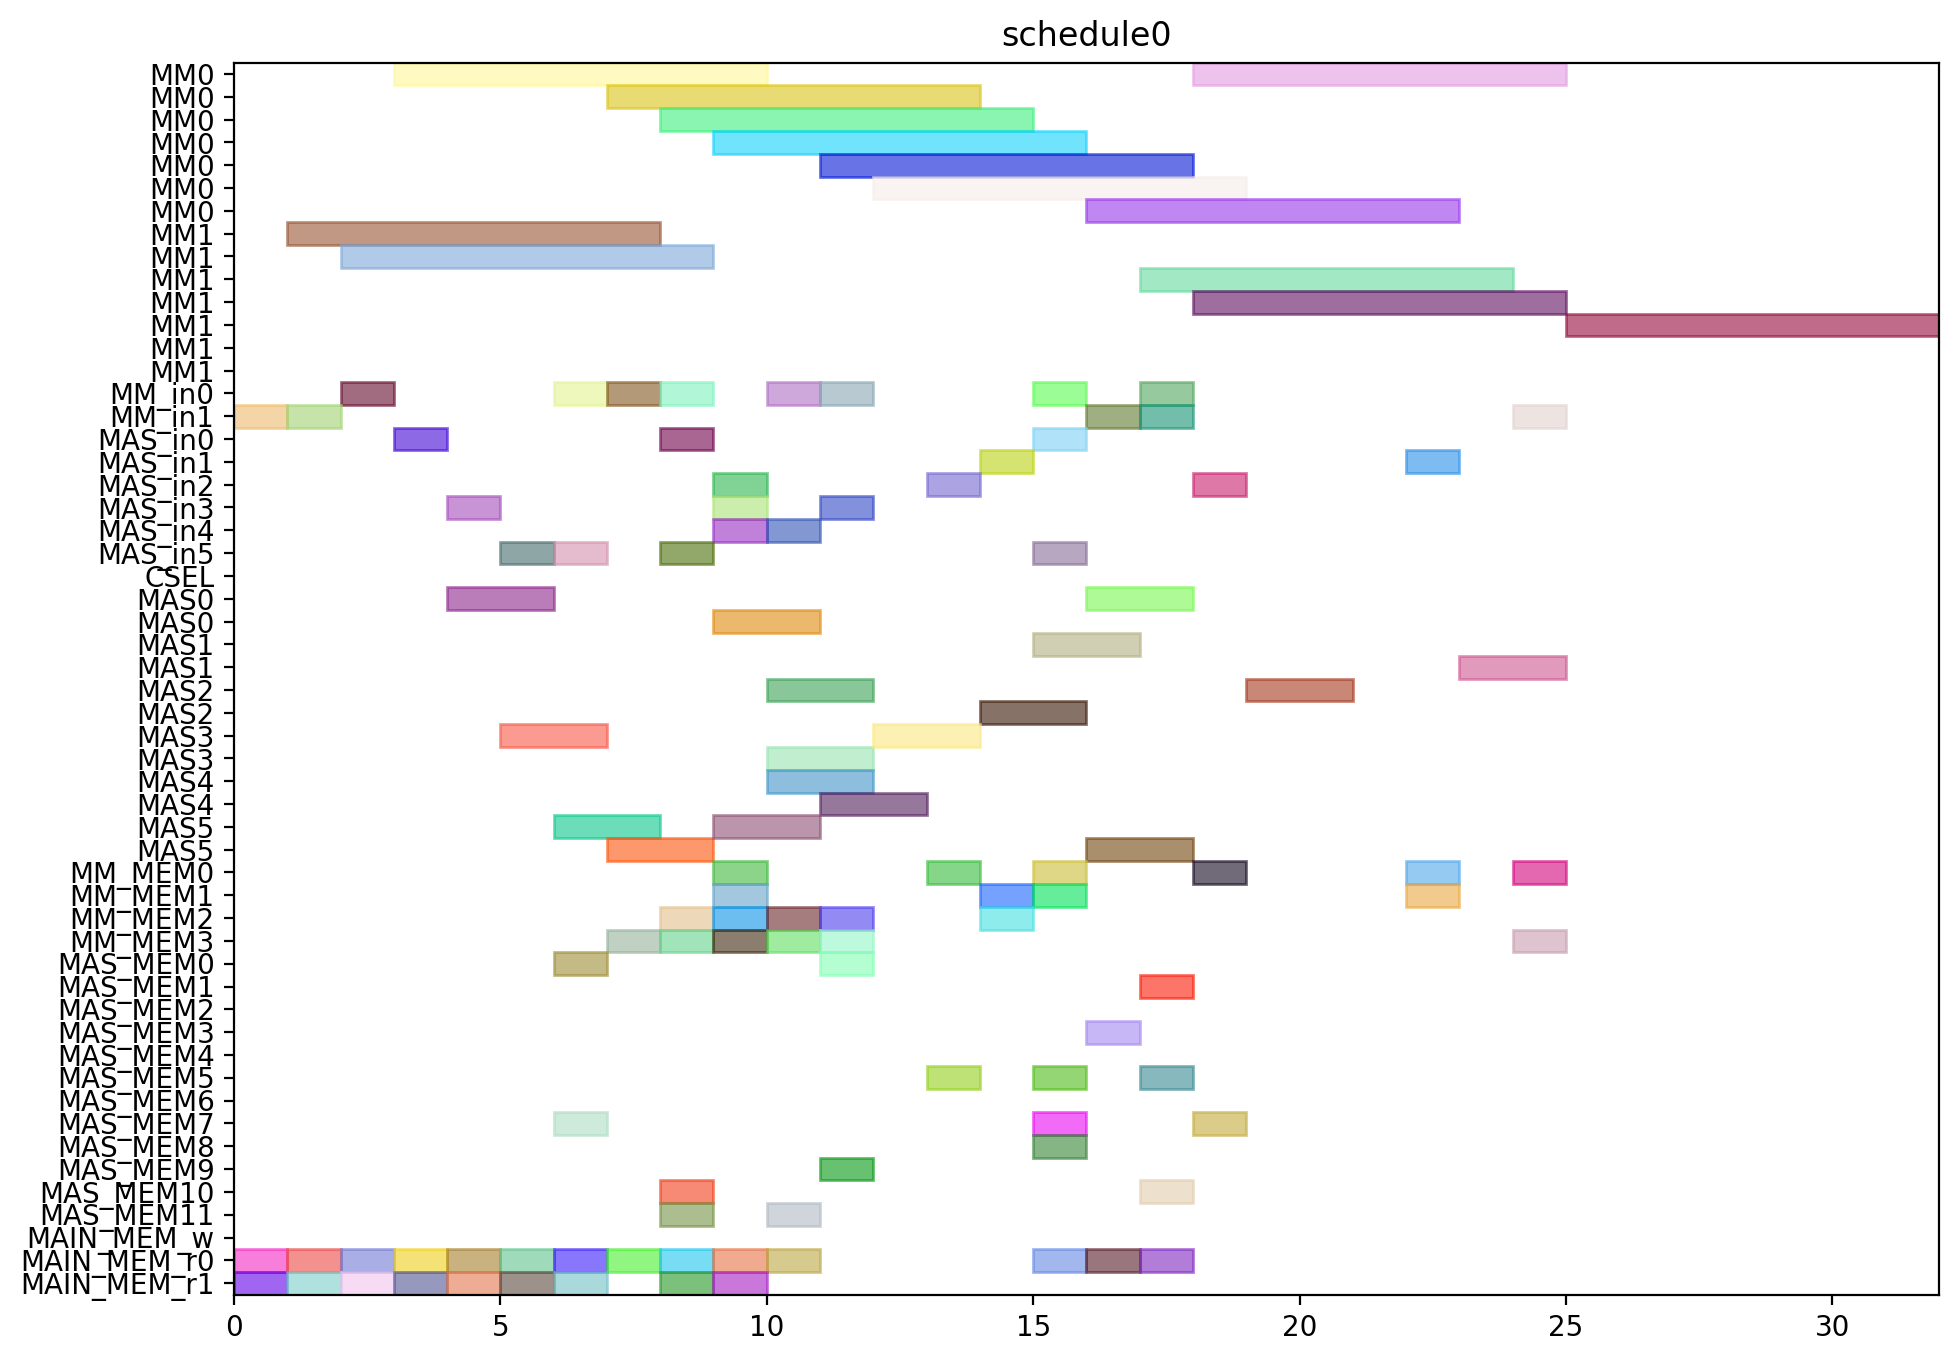 schedule0
MM0
MM0
MM0
MM0
MM0
MM0
MM0
MM1
MM1
MM1
MM1
MM1
MM1
MM1
MM_in0
MM_in1
MAS_in0
MAS_in1
MAS_in2
MAS_in3
MAS_in4
MAS_in5
CSEL
MAS0
MAS0
MAS1
MAS1
MAS2
MAS2
MAS3
MAS3
MAS4
MAS4
MAS5
MAS5
MM_MEM0
MM_MEM1
MM_MEM2
MM_MEM3
MAS_MEM0
MAS_MEM1
MAS_MEM2
MAS_MEM3
MAS_MEM4
MAS_MEM5
MAS_MEM6
MAS_MEM7
MAS_MEM8
MAS_MEM9
MAS_MEM10
MAS_MEM11
MAIN_MEM_w
MAIN_MEM_r0
MAIN_MEM_r1
0 5 10 15 20 25 30